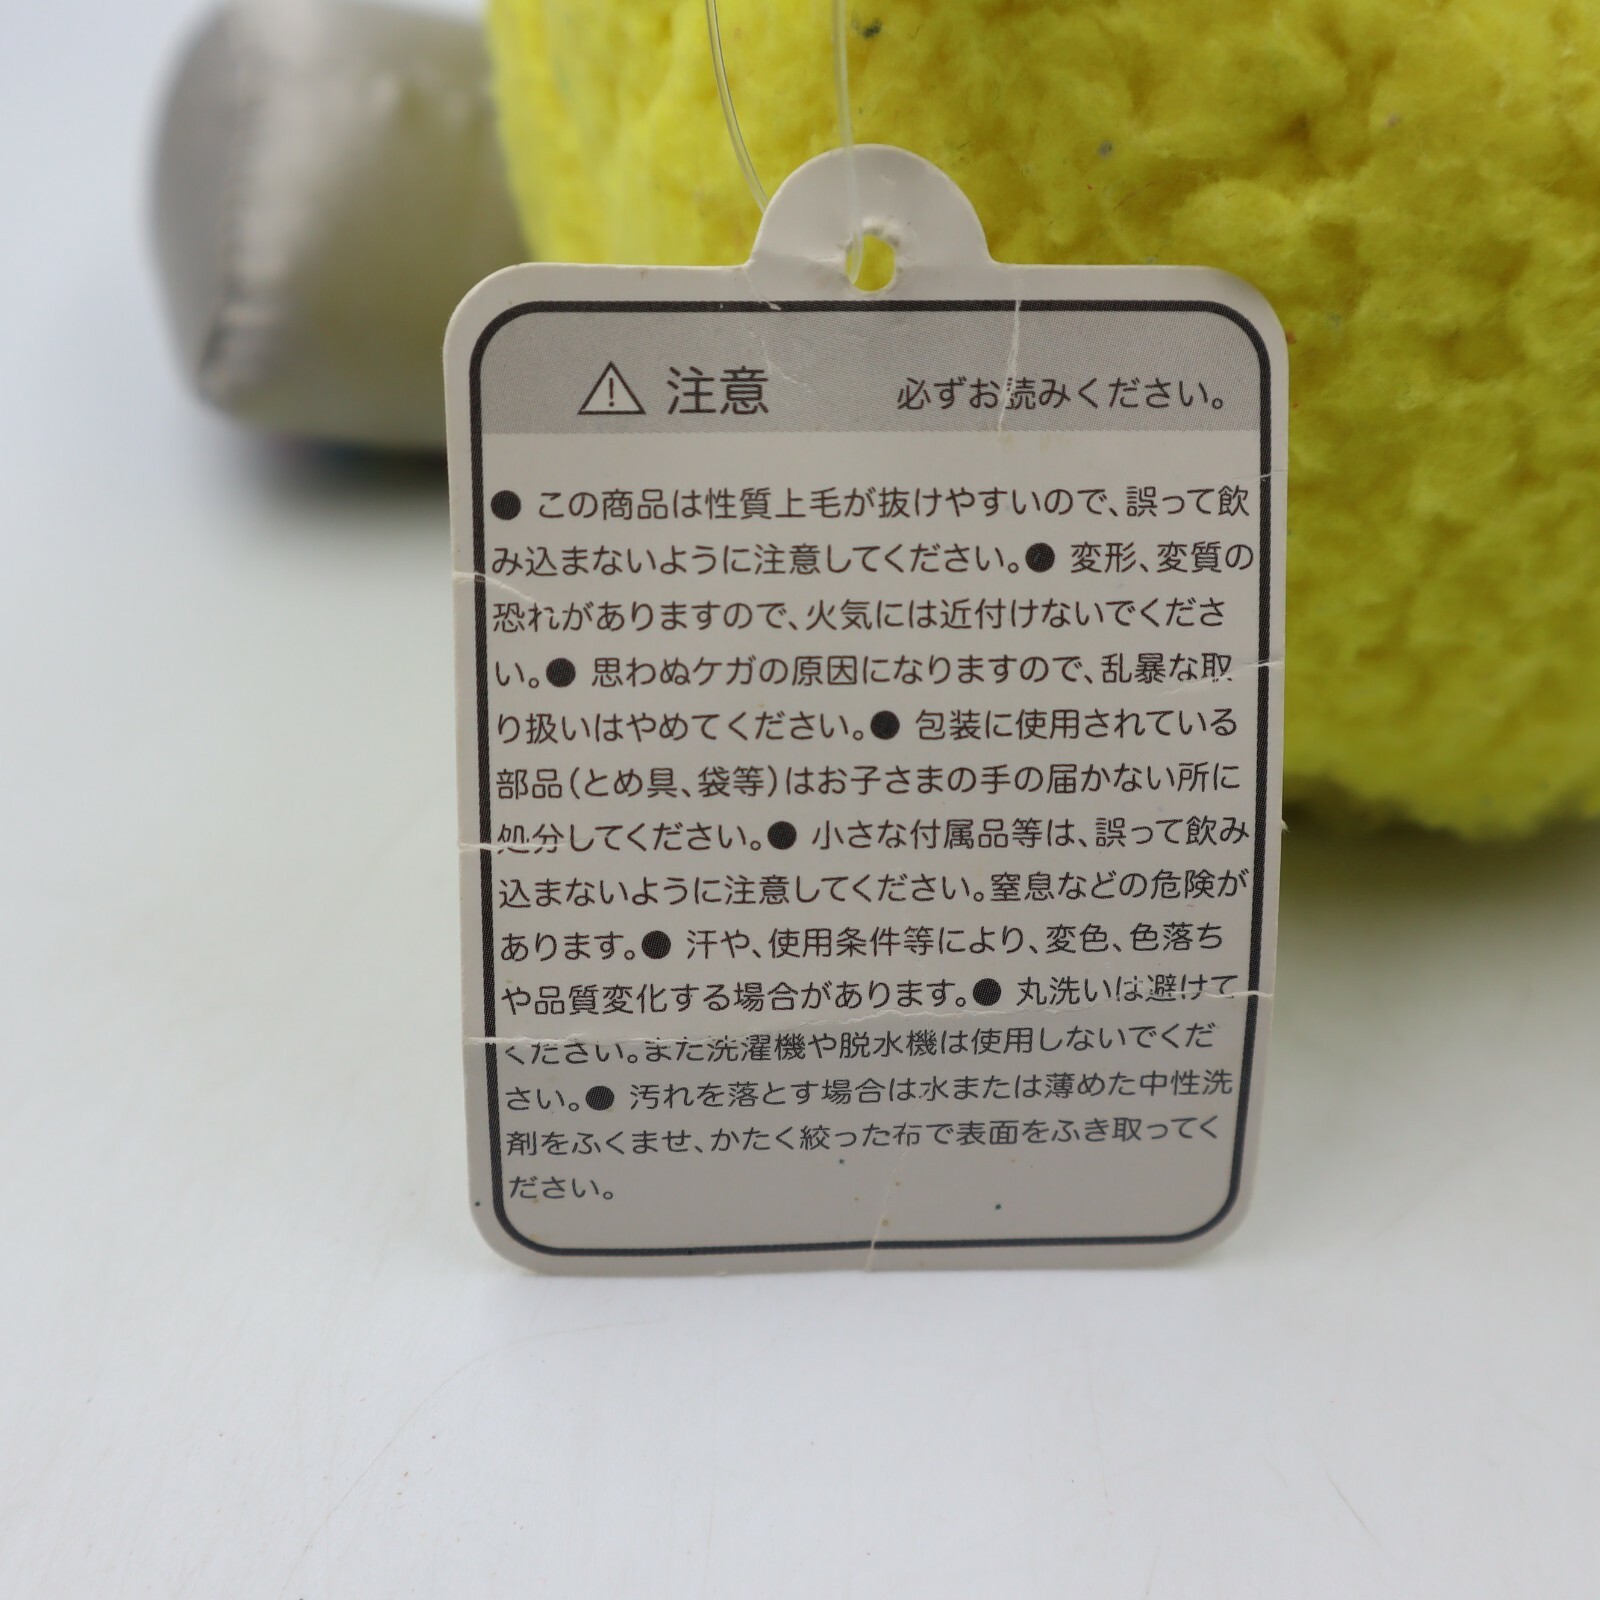 注意 必ずお読みください。
● この商品は性質上毛が抜けやすいので、誤って飲
み込まないように注意してください。● 変形、変質の
恐れがありますので、火気には近付けないでくださ
い。● 思わぬケガの原因になりますので、乱暴な取
り扱いはやめてください。● 包装に使用されている
部品(とめ具、袋等)はお子さまの手の届かない所に
処分してください。● 小さな付属品等は、誤って飲み
込まないように注意してください。窒息などの危険が
あります。● 汗や、使用条件等により、変色、色落ち
や品質変化する場合があります。● 丸洗いは避けて
ください。また洗濯機や脱水機は使用しないでくだ
さい。● 汚れを落とす場合は水または薄めた中性洗
剤をふくませ、かたく絞った布で表面をふき取ってく
ださい。